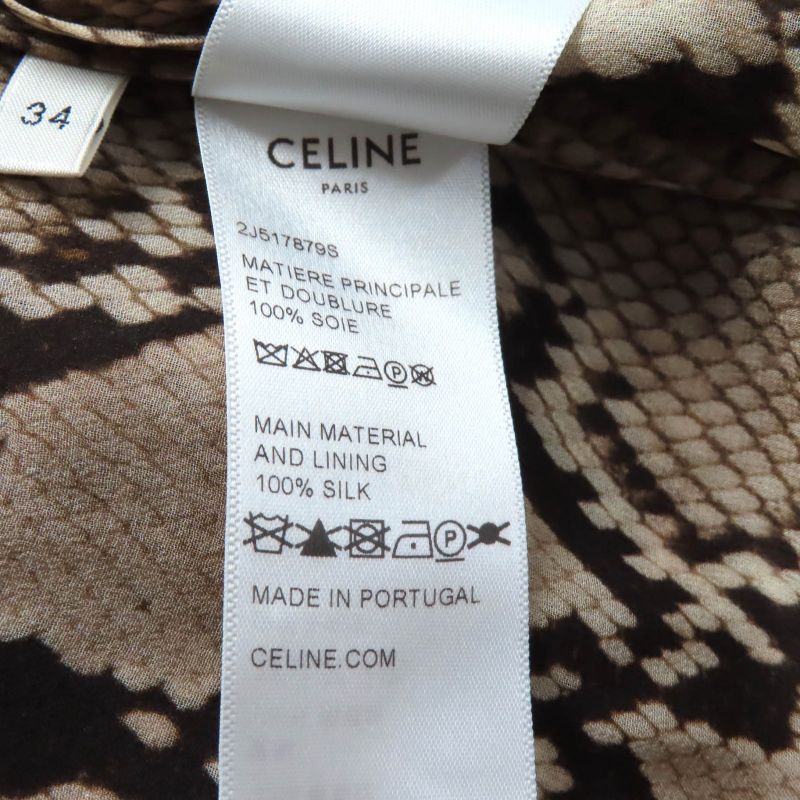 34
CELINE
PARIS
2J517879S
MATIERE PRINCIPALE
ET DOUBLURE
100% SOIE
P W
MAIN MATERIAL
AND LINING
100% SILK
P
MADE IN PORTUGAL
CELINE.COM